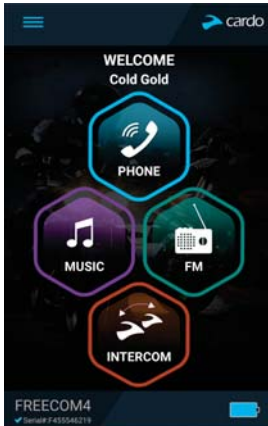 cardo
WELCOME
Cold Gold
PHONE
MUSIC
FM
INTERCOM
FREECOM4
Serial#:F455546219